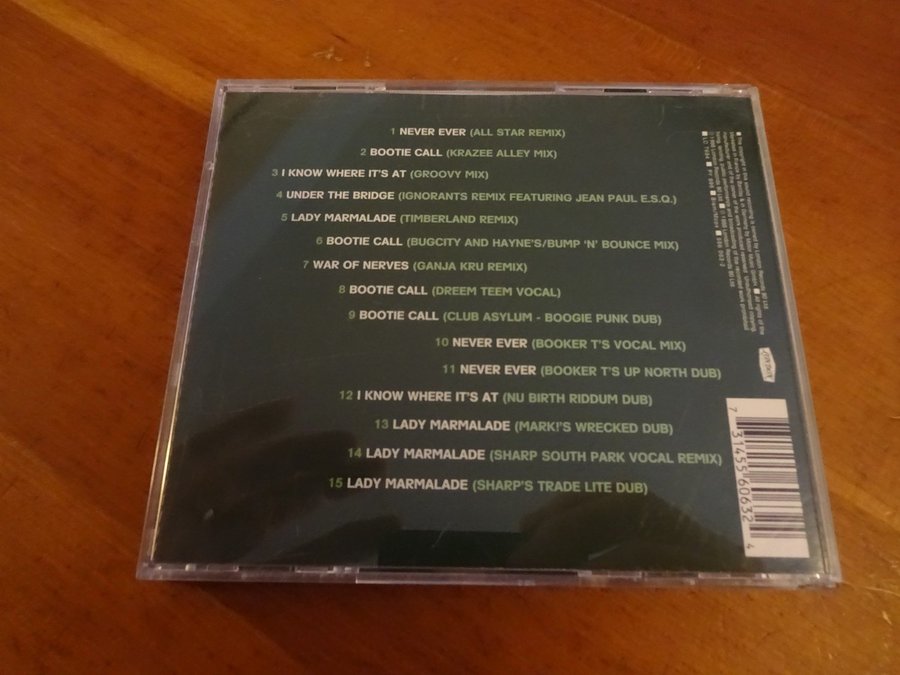 1 NEVER EVER (ALL STAR REMIX)
2 BOOTIE CALL (KRAZEE ALLEY MIX)
3 I KNOW WHERE IT'S AT (GROOVY MIX)
4 UNDER THE BRIDGE (IGNORANTS REMIX FEATURING JEAN PAUL E.S.Q.)
5 LADY MARMALADE (TIMBERLAND REMIX)
6 BOOTIE CALL (BUGCITY AND HAYNE'S/BUMP 'N' BOUNCE MIX)
7 WAR OF NERVES (GANJA KRU REMIX)
8 BOOTIE CALL (DREEM TEEM VOCAL)
9 BOOTIE CALL (CLUB ASYLUM - BOOGIE PUNK DUB)
10 NEVER EVER (BOOKER T'S VOCAL MIX)
11 NEVER EVER (BOOKER T'S UP NORTH DUB)
12 I KNOW WHERE IT'S AT (NU BIRTH RIDDUM DUB)
13 LADY MARMALADE (MARK!'S WRECKED DUB)
14 LADY MARMALADE (SHARP SOUTH PARK VOCAL REMIX)
15 LADY MARMALADE (SHARP'S TRADE LITE DUB)
7 31455 60632 4